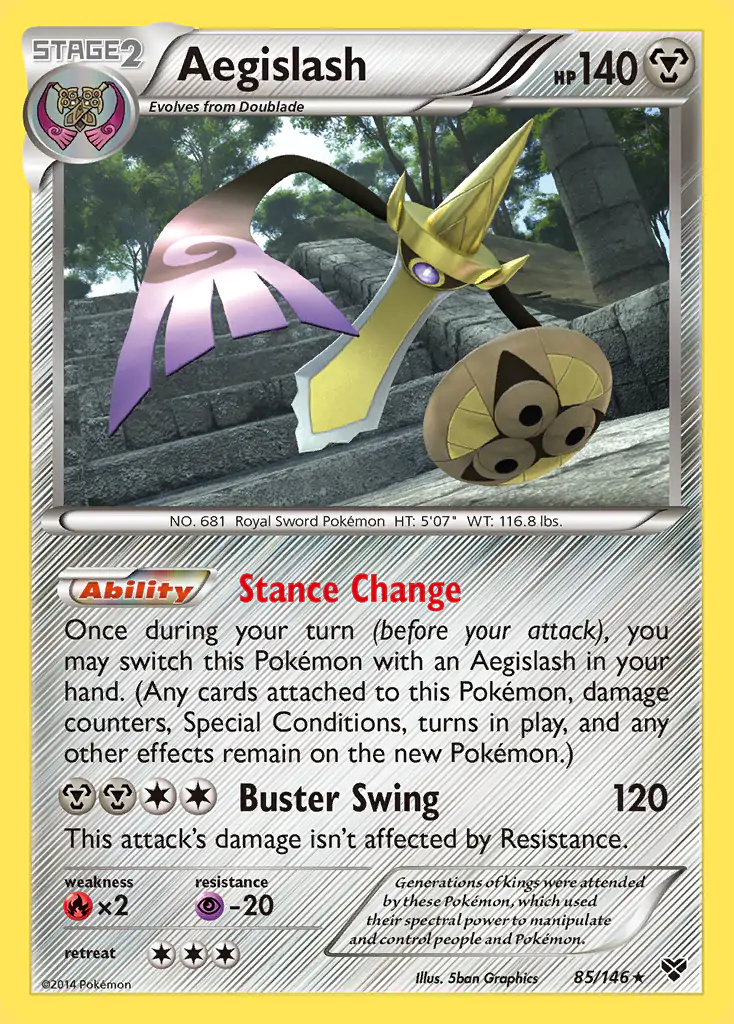 STAGE2
Aegislash
HP140
Evolves from Doublade
NO. 681 Royal Sword Pokémon HT: 5'07" WT: 116.8 lbs.
Ability Stance Change
Once during your turn (before your attack), you
may switch this Pokémon with an Aegislash in your
hand. (Any cards attached to this Pokémon, damage
counters, Special Conditions, turns in play, and any
other effects remain on the new Pokémon.)
Buster Swing 120
This attack's damage isn't affected by Resistance.
weakness
×2
resistance
-20
retreat
Generations of kings were attended
by these Pokémon, which used
their spectral power to manipulate
and control people and Pokémon.
©2014 Pokémon
Illus. 5ban Graphics
85/146★